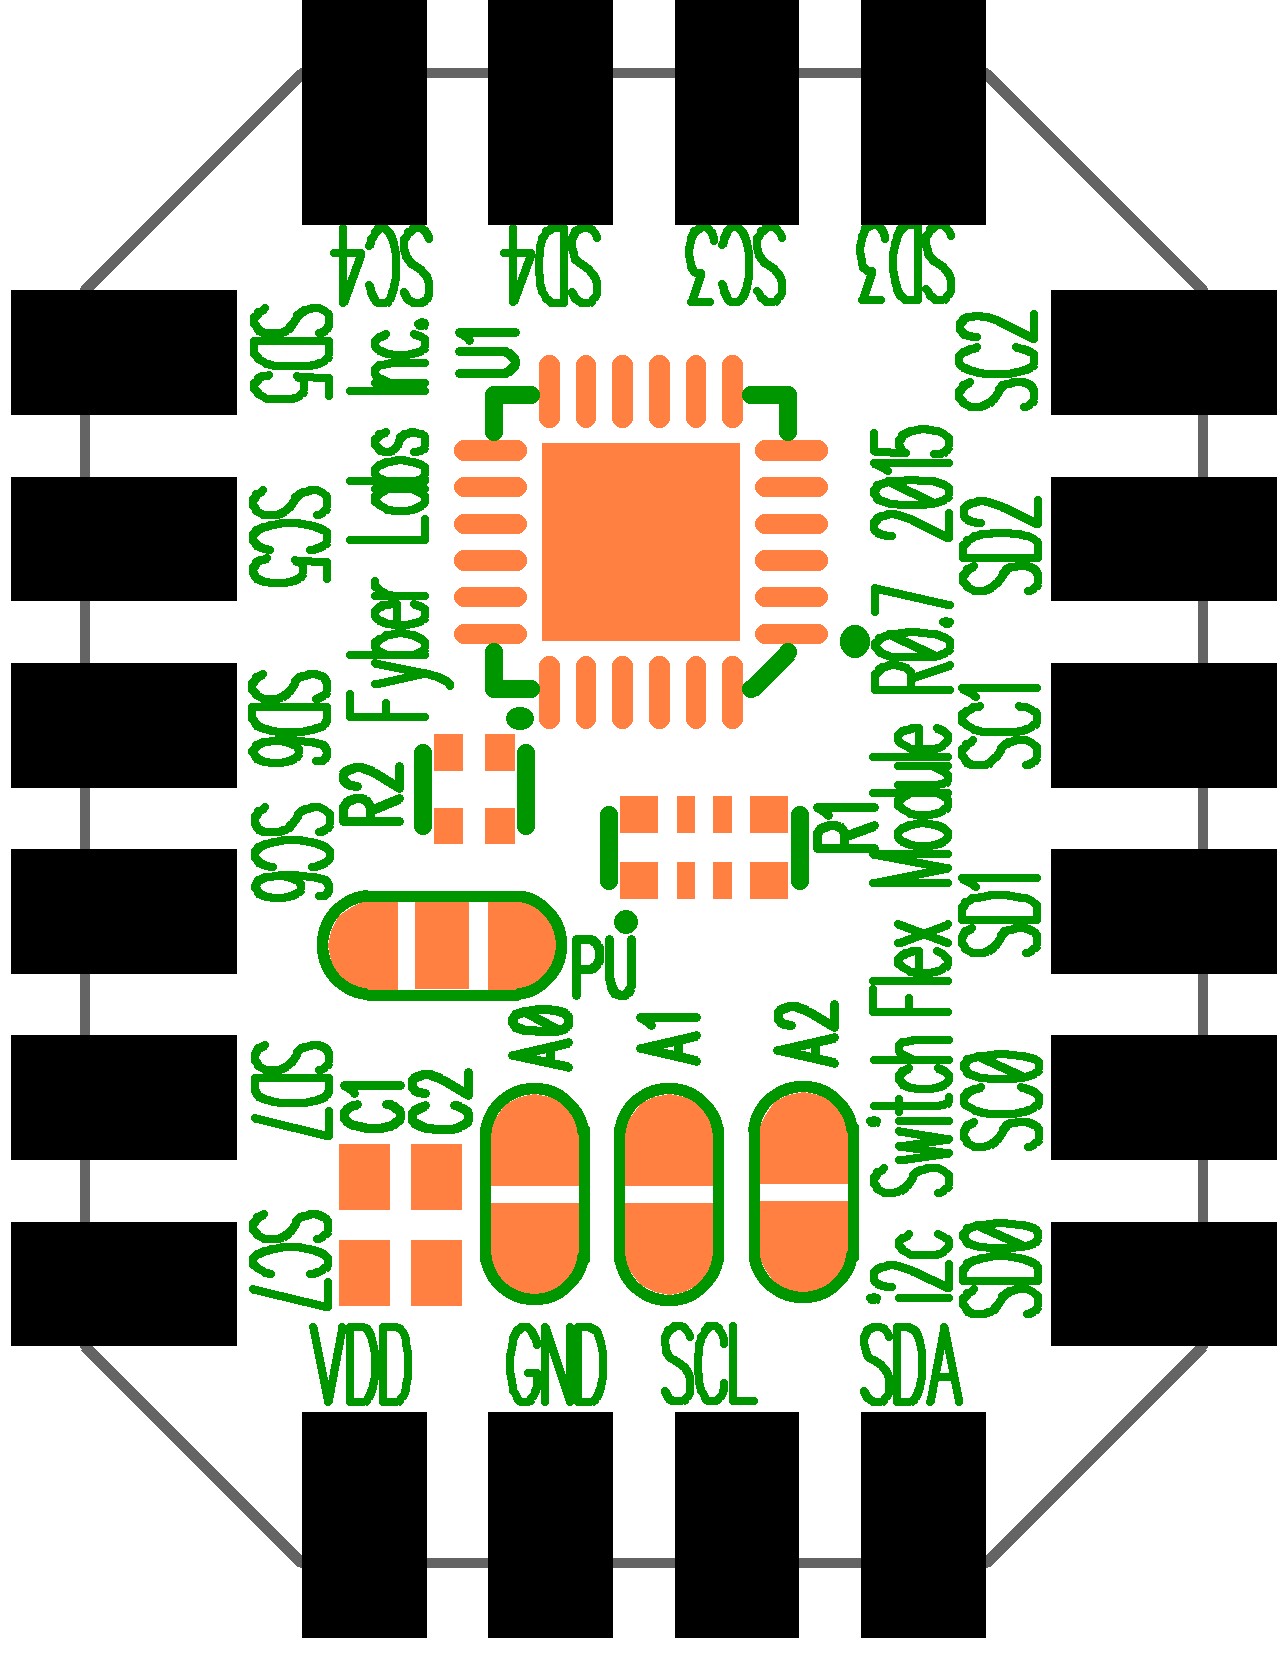 SC4
SD4
SC3
SD3
SD5
SC5
SD6
SC6
SD7
SC7
Fyber Labs Inc.
U1
SC2
SD2
SC1
SD1
SC0
SD0
i2c Switch Flex Module R0.7 2015
R2
R1
PU
A0
A1
A2
C1
C2
VDD
GND
SCL
SDA